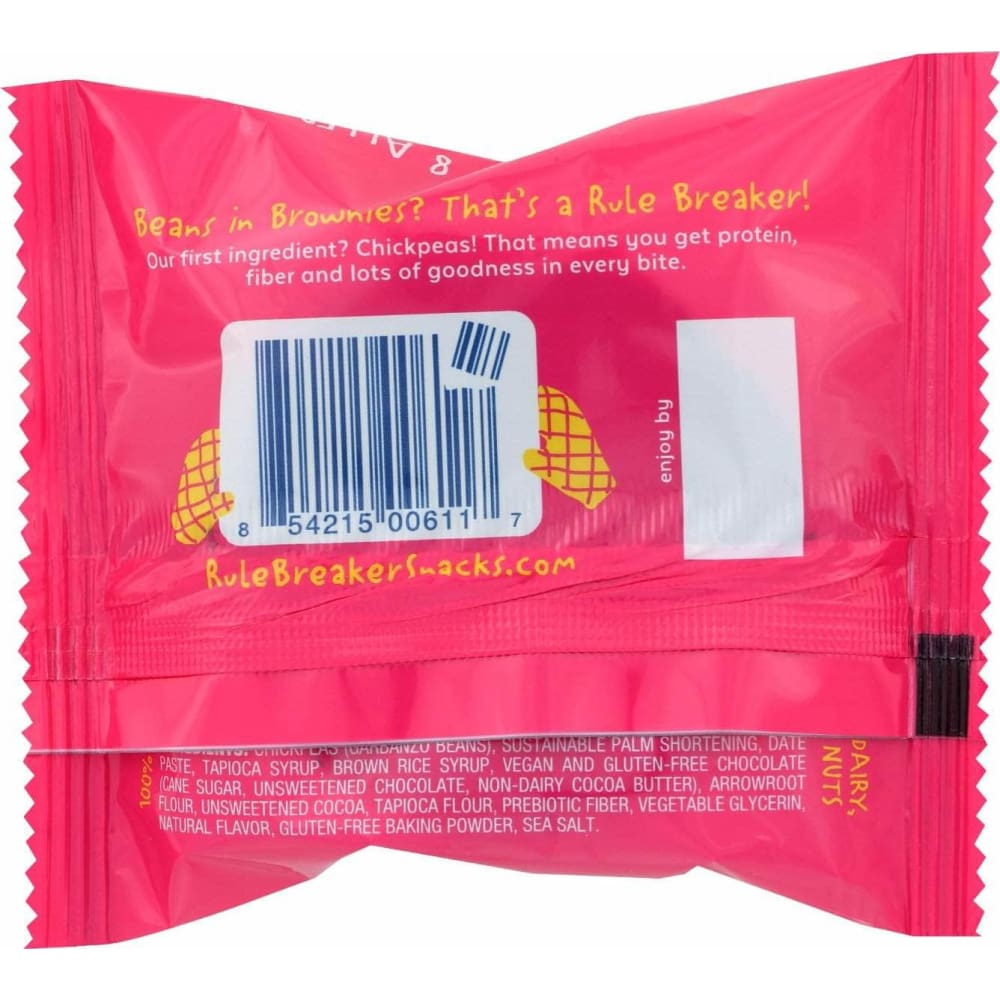 8
Beans in Brownies? That's a Rule Breaker!
Our first ingredient? Chickpeas! That means you get protein,
fiber and lots of goodness in every bite.
enjoy by
8 54215 00611 7
RuleBreakerSnacks.com
CHICKPEAS (GARBANZO BEANS), SUSTAINABLE PALM SHORTENING, DATE
PASTE, TAPIOCA SYRUP, BROWN RICE SYRUP, VEGAN AND GLUTEN-FREE CHOCOLATE
(CANE SUGAR, UNSWEETENED CHOCOLATE, NON-DAIRY COCOA BUTTER), ARROWROOT
FLOUR, UNSWEETENED COCOA, TAPIOCA FLOUR, PREBIOTIC FIBER, VEGETABLE GLYCERIN,
NATURAL FLAVOR, GLUTEN-FREE BAKING POWDER, SEA SALT.
100%
DAIRY,
NUTS